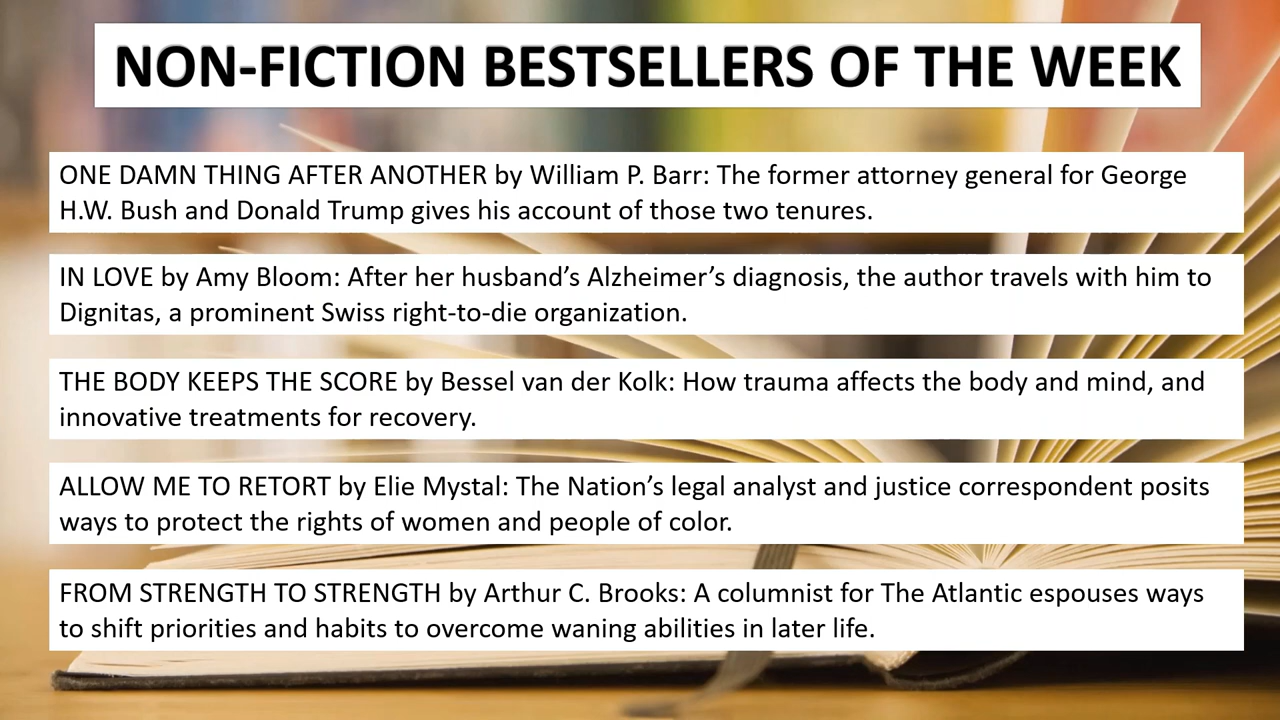 NON-FICTION BESTSELLERS OF THE WEEK
ONE DAMN THING AFTER ANOTHER by William P. Barr: The former attorney general for George
H.W. Bush and Donald Trump gives his account of those two tenures.
IN LOVE by Amy Bloom: After her husband’s Alzheimer’s diagnosis, the author travels with him to
Dignitas, a prominent Swiss right-to-die organization.
THE BODY KEEPS THE SCORE by Bessel van der Kolk: How trauma affects the body and mind, and
innovative treatments for recovery.
ALLOW ME TO RETORT by Elie Mystal: The Nation’s legal analyst and justice correspondent posits
ways to protect the rights of women and people of color.
FROM STRENGTH TO STRENGTH by Arthur C. Brooks: A columnist for The Atlantic espouses ways
to shift priorities and habits to overcome waning abilities in later life.